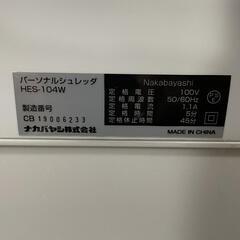 パーソナルシュレッダ
HES-104W
製造番号
CB 19006233
ナカバヤシ株式会社
Nakabayashi
定格電圧 100V
定格周波数 50/60Hz
定格電流 1.1A
定格時間 5分
定格休止時間 45分
MADE IN CHINA